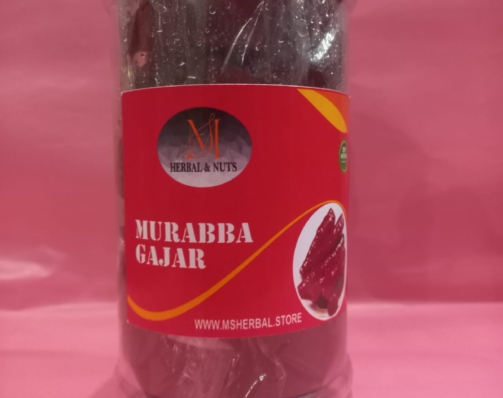 M
HERBAL & NUTS
MURABBA
GAJAR
WWW.MSHERBAL.STORE